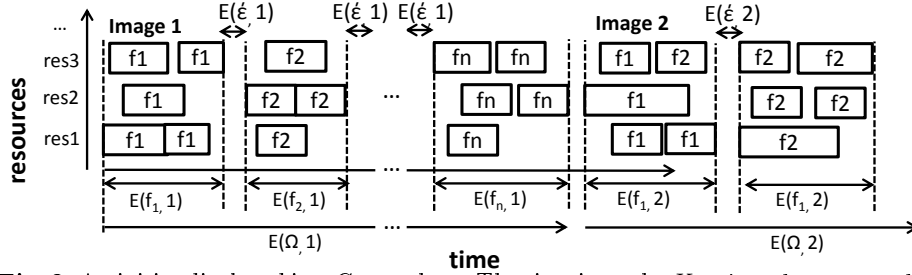 E(έ, 1) E(έ, 1) E(έ, 1) E(έ, 2)
... Image 1 Image 2
res3 f1 f1 f2 fn fn f1 f2 f2 f2
res2 f1 f2 f2 ... fn fn f1 f2 f2
res1 f1 f1 f2 fn f1 f1 f2
resources
...
E(f1, 1) E(f2, 1) E(fn, 1) E(f1, 2) E(f1, 2)
...
E(Ω, 1) E(Ω, 2)
time